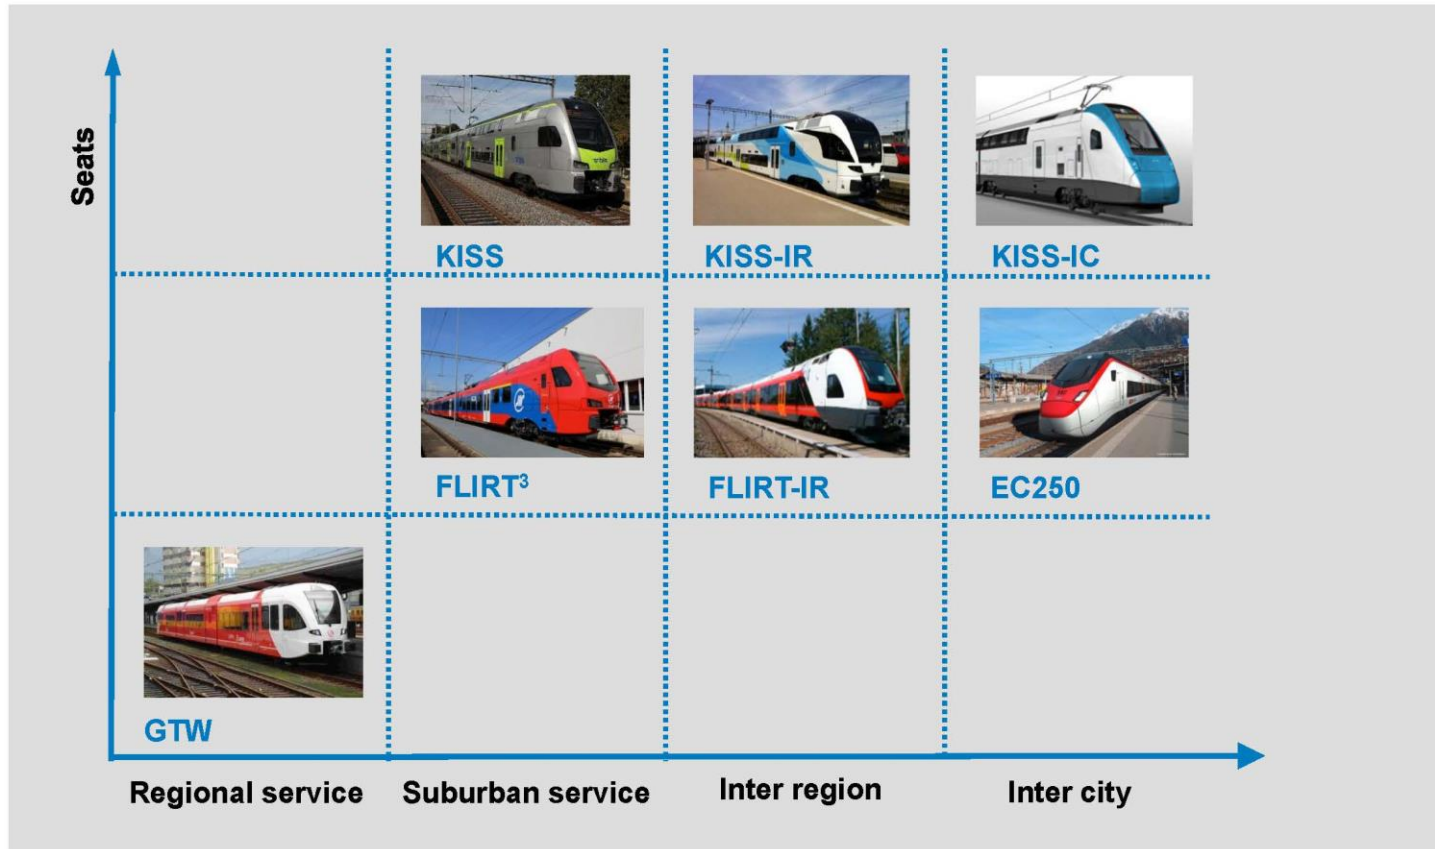 Seats
KISS
KISS-IR
KISS-IC
FLIRT³
FLIRT-IR
EC250
GTW
Regional service
Suburban service
Inter region
Inter city